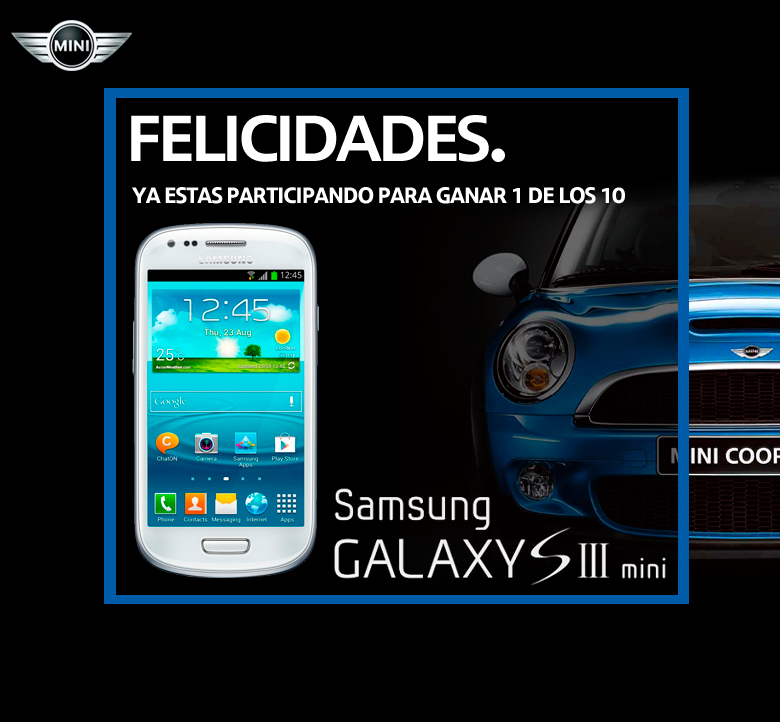 MINI
FELICIDADES.
YA ESTAS PARTICIPANDO PARA GANAR 1 DE LOS 10
SAMSUNG
12:45
12:45
Thu, 23 Aug
25°C
AccuWeather.com
Google
ChatON
Camera
Samsung Apps
Play Store
Phone
Contacts
Messaging
Internet
Apps
MINI
MINI COOP
Samsung
GALAXY S III mini